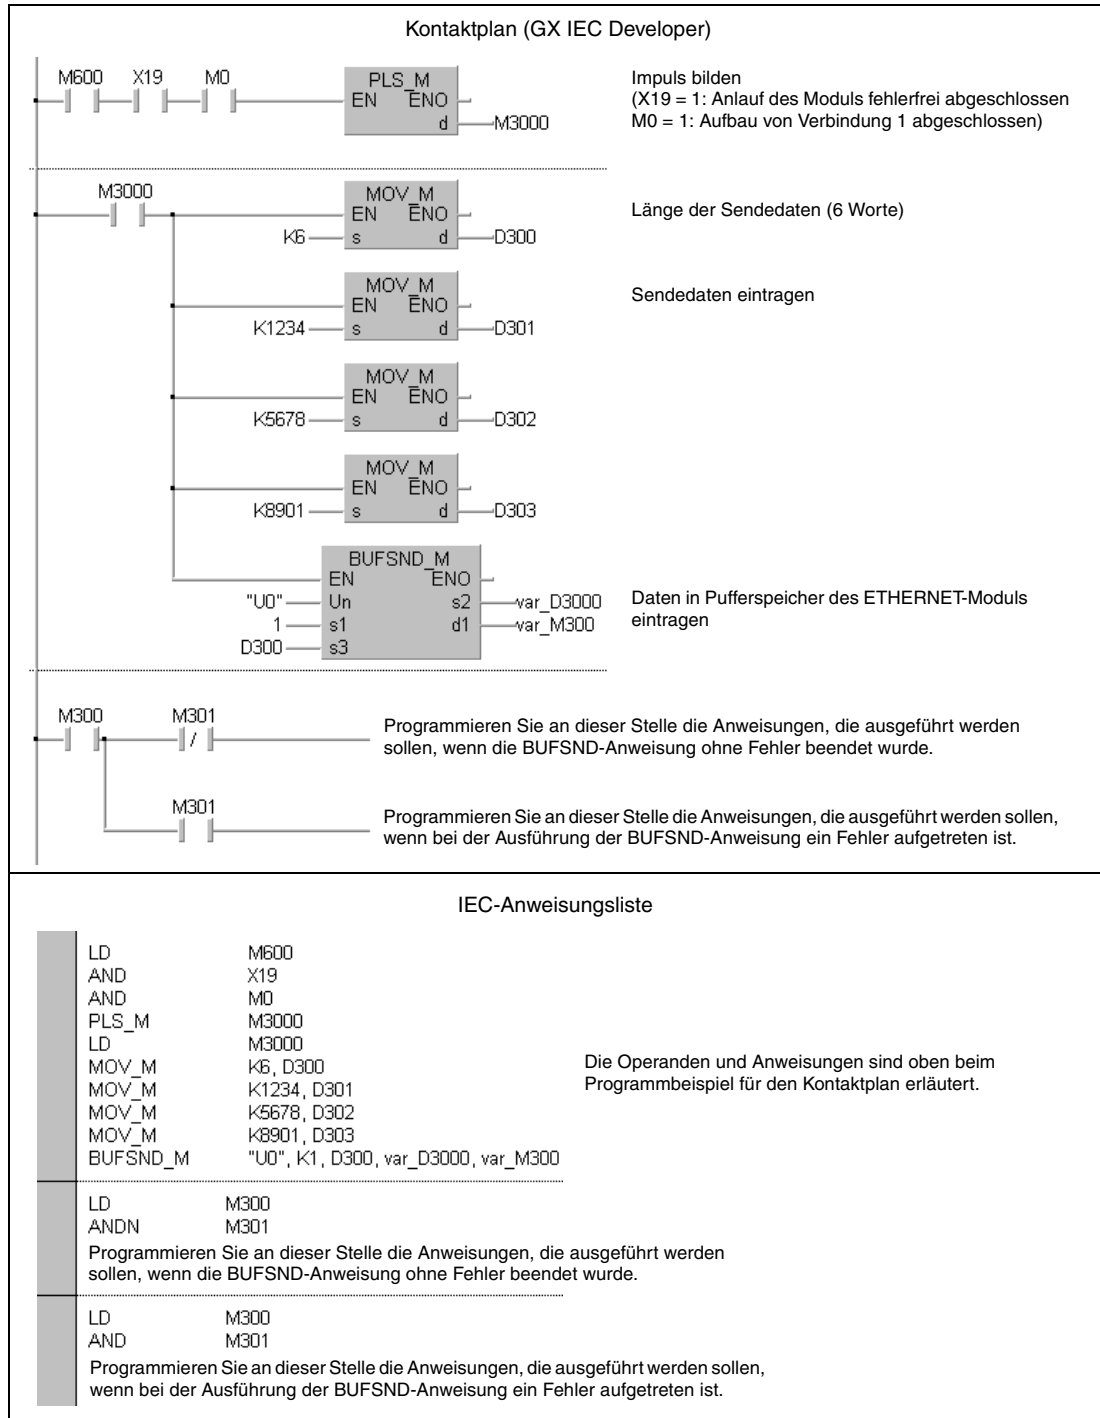 Kontaktplan (GX IEC Developer)
M600 X19 M0
PLS_M
EN ENO
d M3000
Impuls bilden
(X19 = 1: Anlauf des Moduls fehlerfrei abgeschlossen
M0 = 1: Aufbau von Verbindung 1 abgeschlossen)
M3000
MOV_M
EN ENO
K6 s d D300
Länge der Sendedaten (6 Worte)
MOV_M
EN ENO
K1234 s d D301
Sendedaten eintragen
MOV_M
EN ENO
K5678 s d D302
MOV_M
EN ENO
K8901 s d D303
BUFSND_M
EN ENO
"U0" Un s2 var_D3000
1 s1 d1 var_M300
D300 s3
Daten in Pufferspeicher des ETHERNET-Moduls
eintragen
M300 M301
/
Programmieren Sie an dieser Stelle die Anweisungen, die ausgeführt werden
sollen, wenn die BUFSND-Anweisung ohne Fehler beendet wurde.
M301
Programmieren Sie an dieser Stelle die Anweisungen, die ausgeführt werden sollen,
wenn bei der Ausführung der BUFSND-Anweisung ein Fehler aufgetreten ist.
IEC-Anweisungsliste
LD M600
AND X19
AND M0
PLS_M M3000
LD M3000
MOV_M K6, D300
MOV_M K1234, D301
MOV_M K5678, D302
MOV_M K8901, D303
BUFSND_M "U0", K1, D300, var_D3000, var_M300
Die Operanden und Anweisungen sind oben beim
Programmbeispiel für den Kontaktplan erläutert.
LD M300
ANDN M301
Programmieren Sie an dieser Stelle die Anweisungen, die ausgeführt werden
sollen, wenn die BUFSND-Anweisung ohne Fehler beendet wurde.
LD M300
AND M301
Programmieren Sie an dieser Stelle die Anweisungen, die ausgeführt werden sollen,
wenn bei der Ausführung der BUFSND-Anweisung ein Fehler aufgetreten ist.